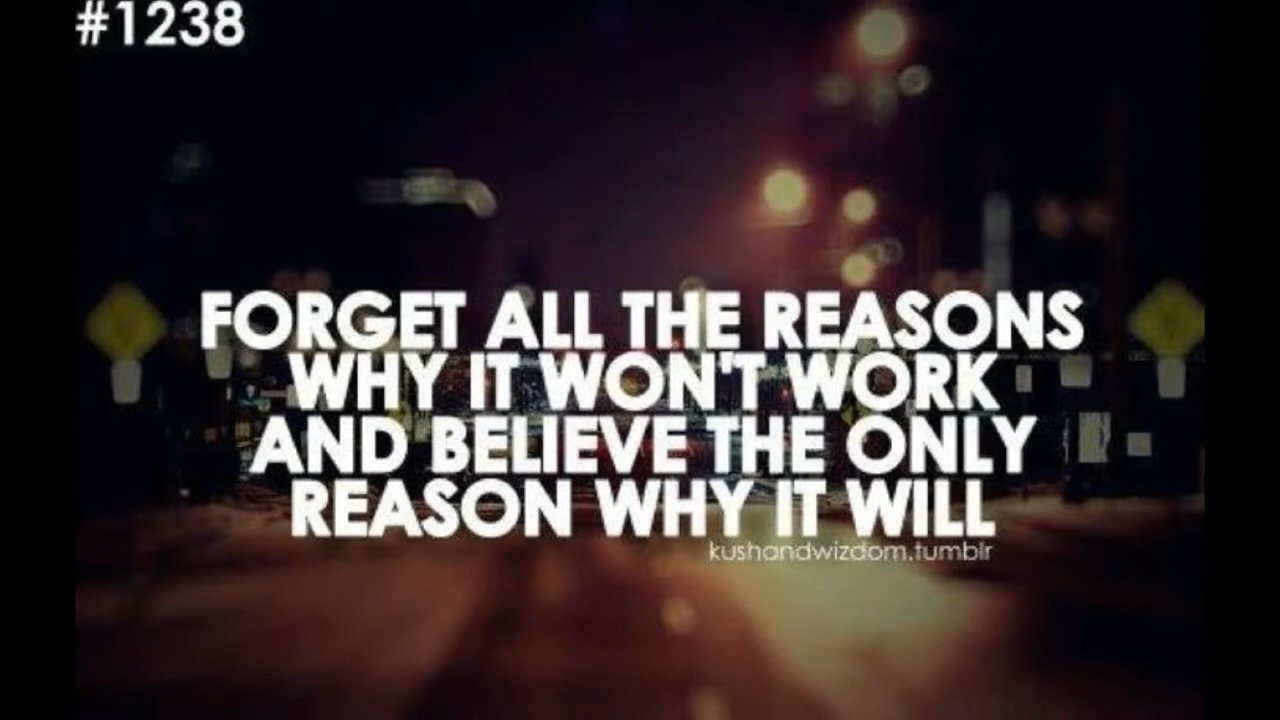 #1238
FORGET ALL THE REASONS
WHY IT WON'T WORK
AND BELIEVE THE ONLY
REASON WHY IT WILL
kushandwizdom.tumblr